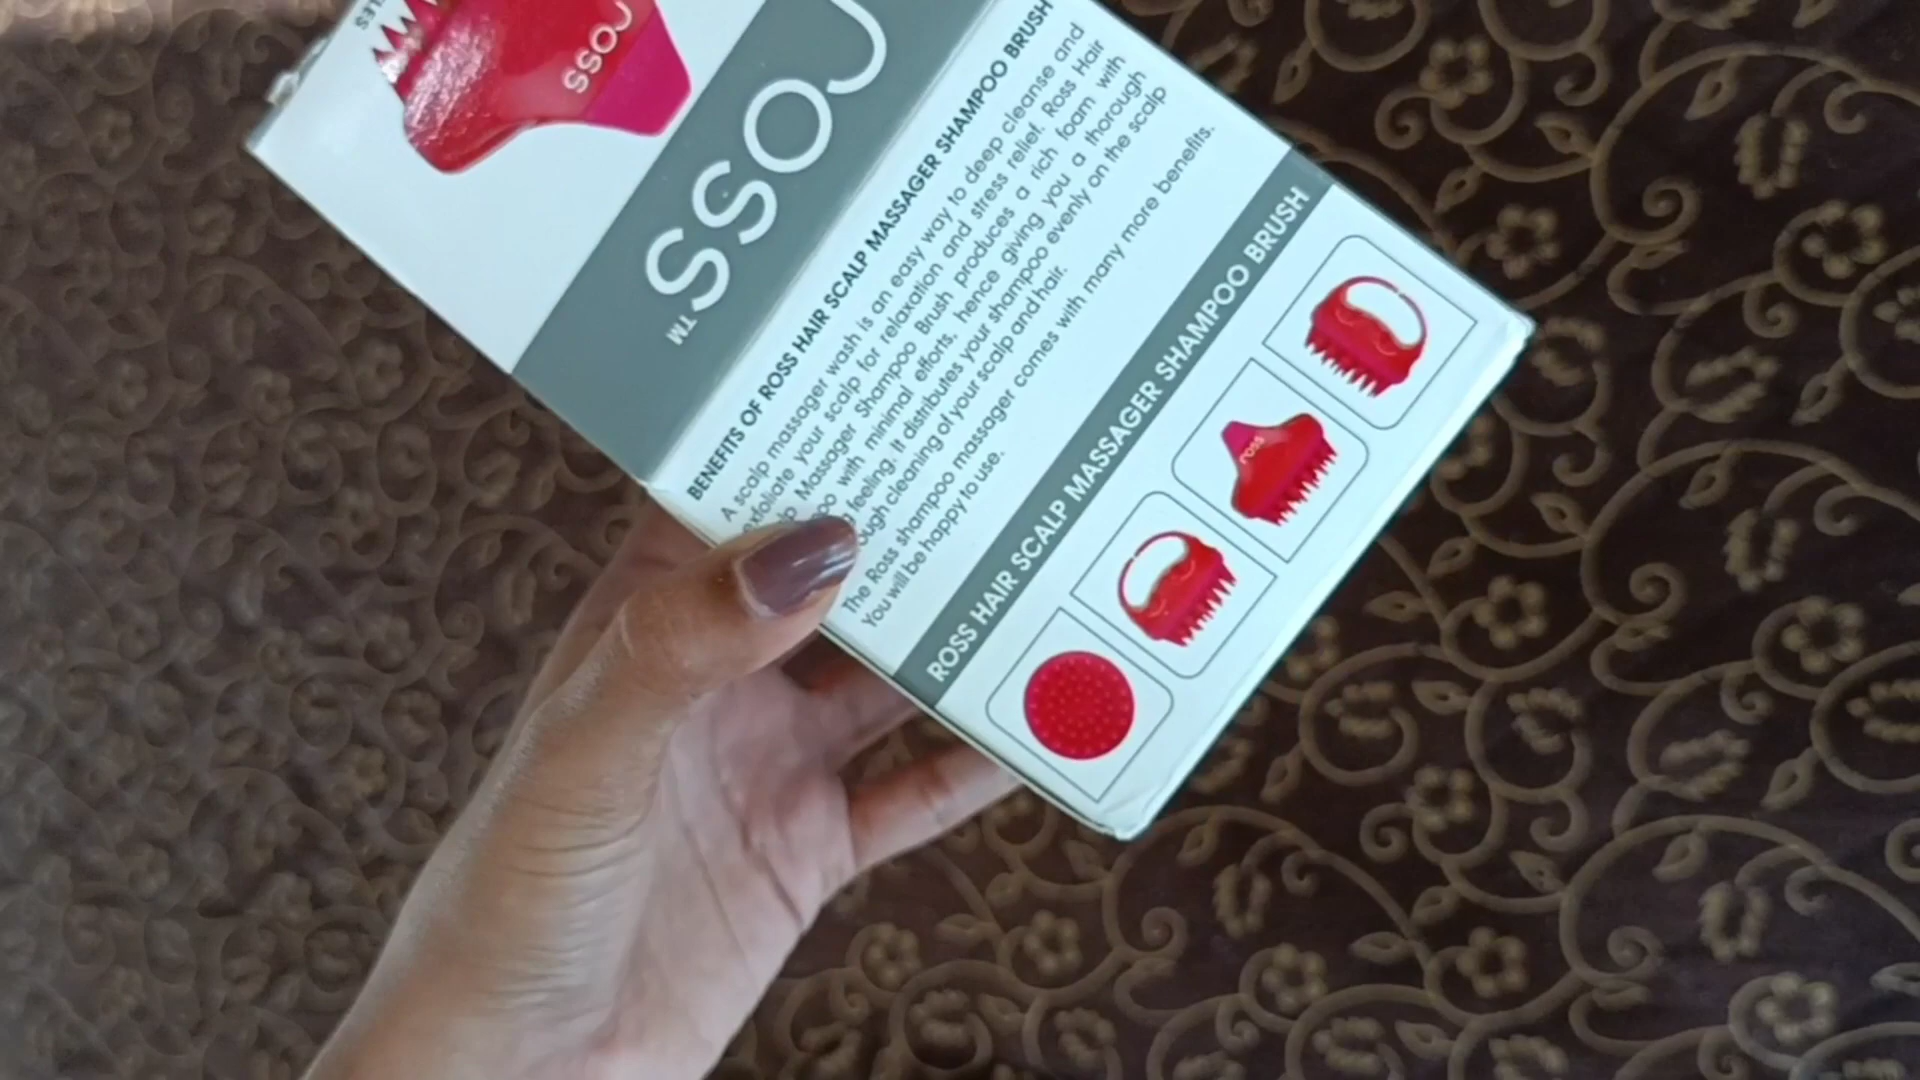 ross
ross™
BENEFITS OF ROSS HAIR SCALP MASSAGER SHAMPOO BRUSH
A scalp massager wash is an easy way to deep cleanse and
exfoliate your scalp for relaxation and stress relief. Ross Hair
Massager Shampoo Brush produces a rich foam with
with minimal efforts, hence giving you a thorough
feeling. It distributes your shampoo evenly on the scalp
cleaning of your scalp and hair.
The Ross shampoo massager comes with many more benefits.
You will be happy to use.
ROSS HAIR SCALP MASSAGER SHAMPOO BRUSH
ross